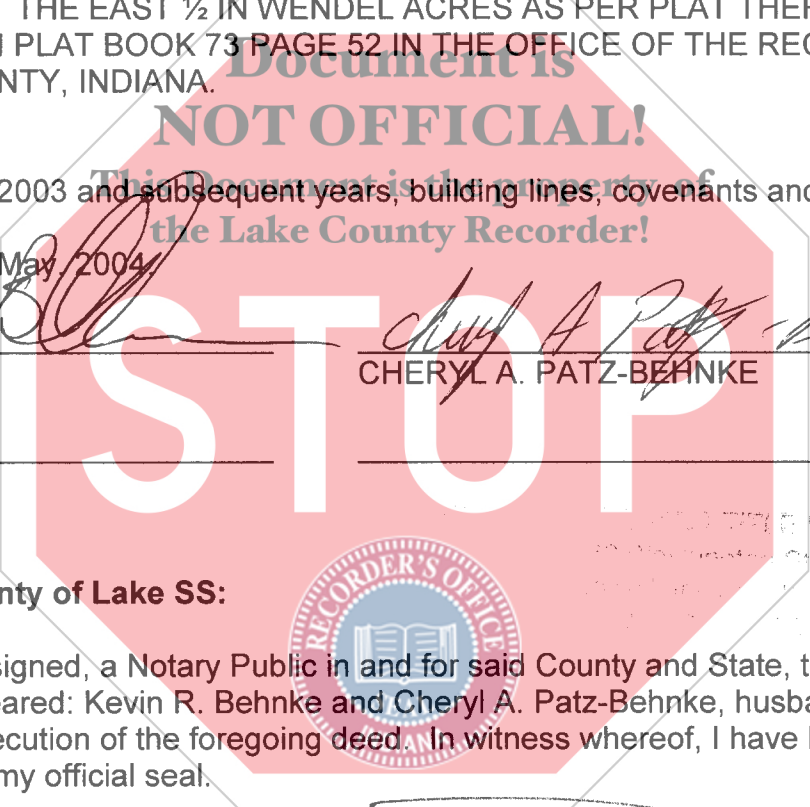 THE EAST ½ IN WENDEL ACRES AS PER PLAT THER
PLAT BOOK 73 PAGE 52 IN THE OFFICE OF THE REC
NTY, INDIANA.
Document is
NOT OFFICIAL!
This Document is the property of
the Lake County Recorder!
2003 and subsequent years, building lines, covenants and
May, 2004.
Cheryl A Patz-
CHERYL A. PATZ-BEHNKE
STOP
nty of Lake SS:
RECORDER'S OFFICE
signed, a Notary Public in and for said County and State, t
eared: Kevin R. Behnke and Cheryl A. Patz-Behnke, husba
ecution of the foregoing deed. In witness whereof, I have
my official seal.